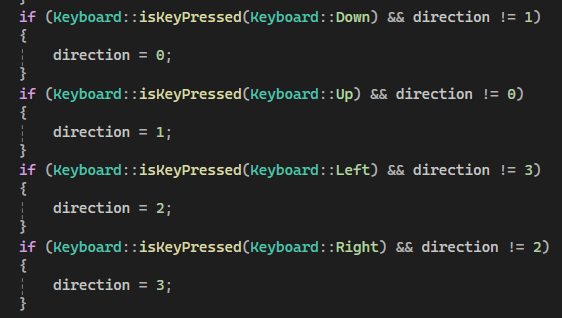 }
if (Keyboard::isKeyPressed(Keyboard::Down) && direction != 1)
{
direction = 0;
}
if (Keyboard::isKeyPressed(Keyboard::Up) && direction != 0)
{
direction = 1;
}
if (Keyboard::isKeyPressed(Keyboard::Left) && direction != 3)
{
direction = 2;
}
if (Keyboard::isKeyPressed(Keyboard::Right) && direction != 2)
{
direction = 3;
}